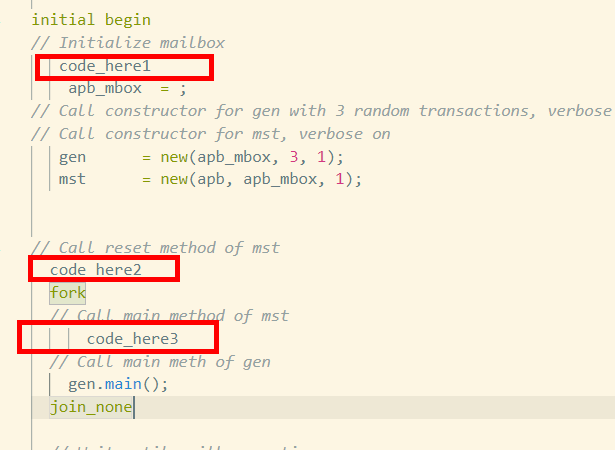 initial begin
// Initialize mailbox
code_here1
apb_mbox = ;
// Call constructor for gen with 3 random transactions, verbose
// Call constructor for mst, verbose on
gen = new(apb_mbox, 3, 1);
mst = new(apb, apb_mbox, 1);
// Call reset method of mst
code_here2
fork
// Call main method of mst
code_here3
// Call main meth of gen
gen.main();
join_none